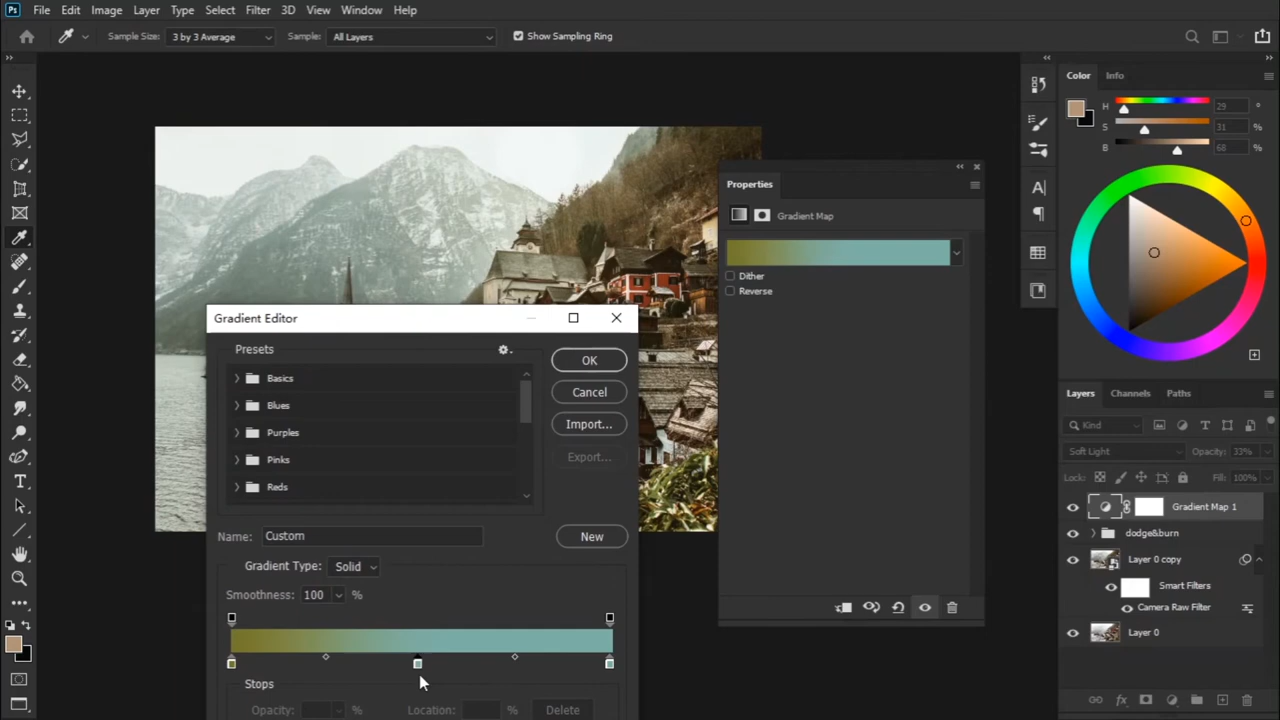 Ps File Edit Image Layer Type Select Filter 3D View Window Help
Sample Size: 3 by 3 Average Sample: All Layers Show Sampling Ring
Color Info
H 29 °
S 31 %
B 68 %
Properties
Gradient Map
Dither
Reverse
Gradient Editor
Presets
Basics
Blues
Purples
Pinks
Reds
OK
Cancel
Import...
Export...
Name: Custom
New
Gradient Type: Solid
Smoothness: 100 %
Stops
Opacity: % Location: % Delete
Layers Channels Paths
Kind
Soft Light Opacity: 33%
Lock: Fill: 100%
Gradient Map 1
dodge&burn
Layer 0 copy
Smart Filters
Camera Raw Filter
Layer 0